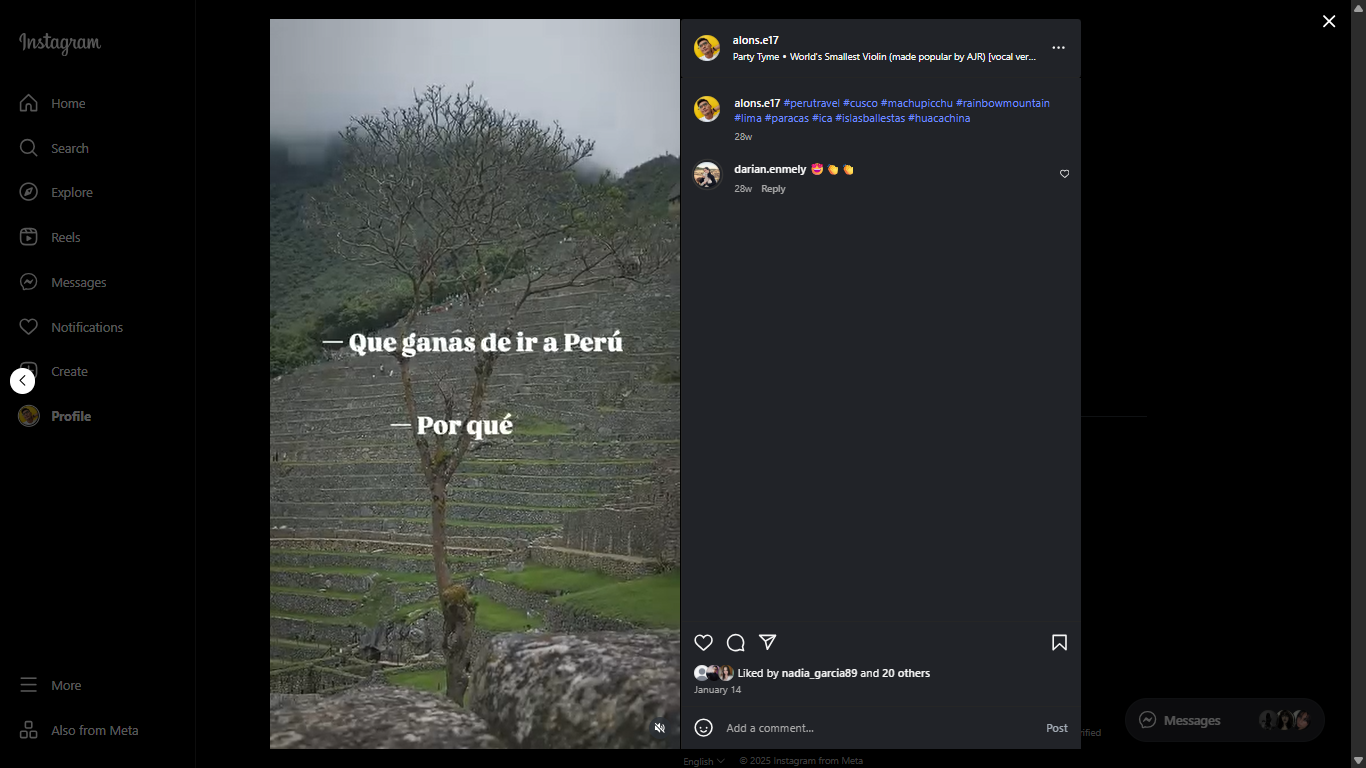 Instagram
Home
Search
Explore
Reels
Messages
Notifications
Create
Profile
More
Also from Meta
— Que ganas de ir a Perú
— Por qué
alons.e17
Party Tyme • World's Smallest Violin (made popular by AJR) [vocal ver...
alons.e17 #perutravel #cusco #machupicchu #rainbowmountain
#lima #paracas #ica #islasballestas #huacachina
28w
darian.enmely 🤩 👏 👏
28w Reply
Liked by nadia_garcia89 and 20 others
January 14
Add a comment...
Post
Messages
English
© 2025 Instagram from Meta